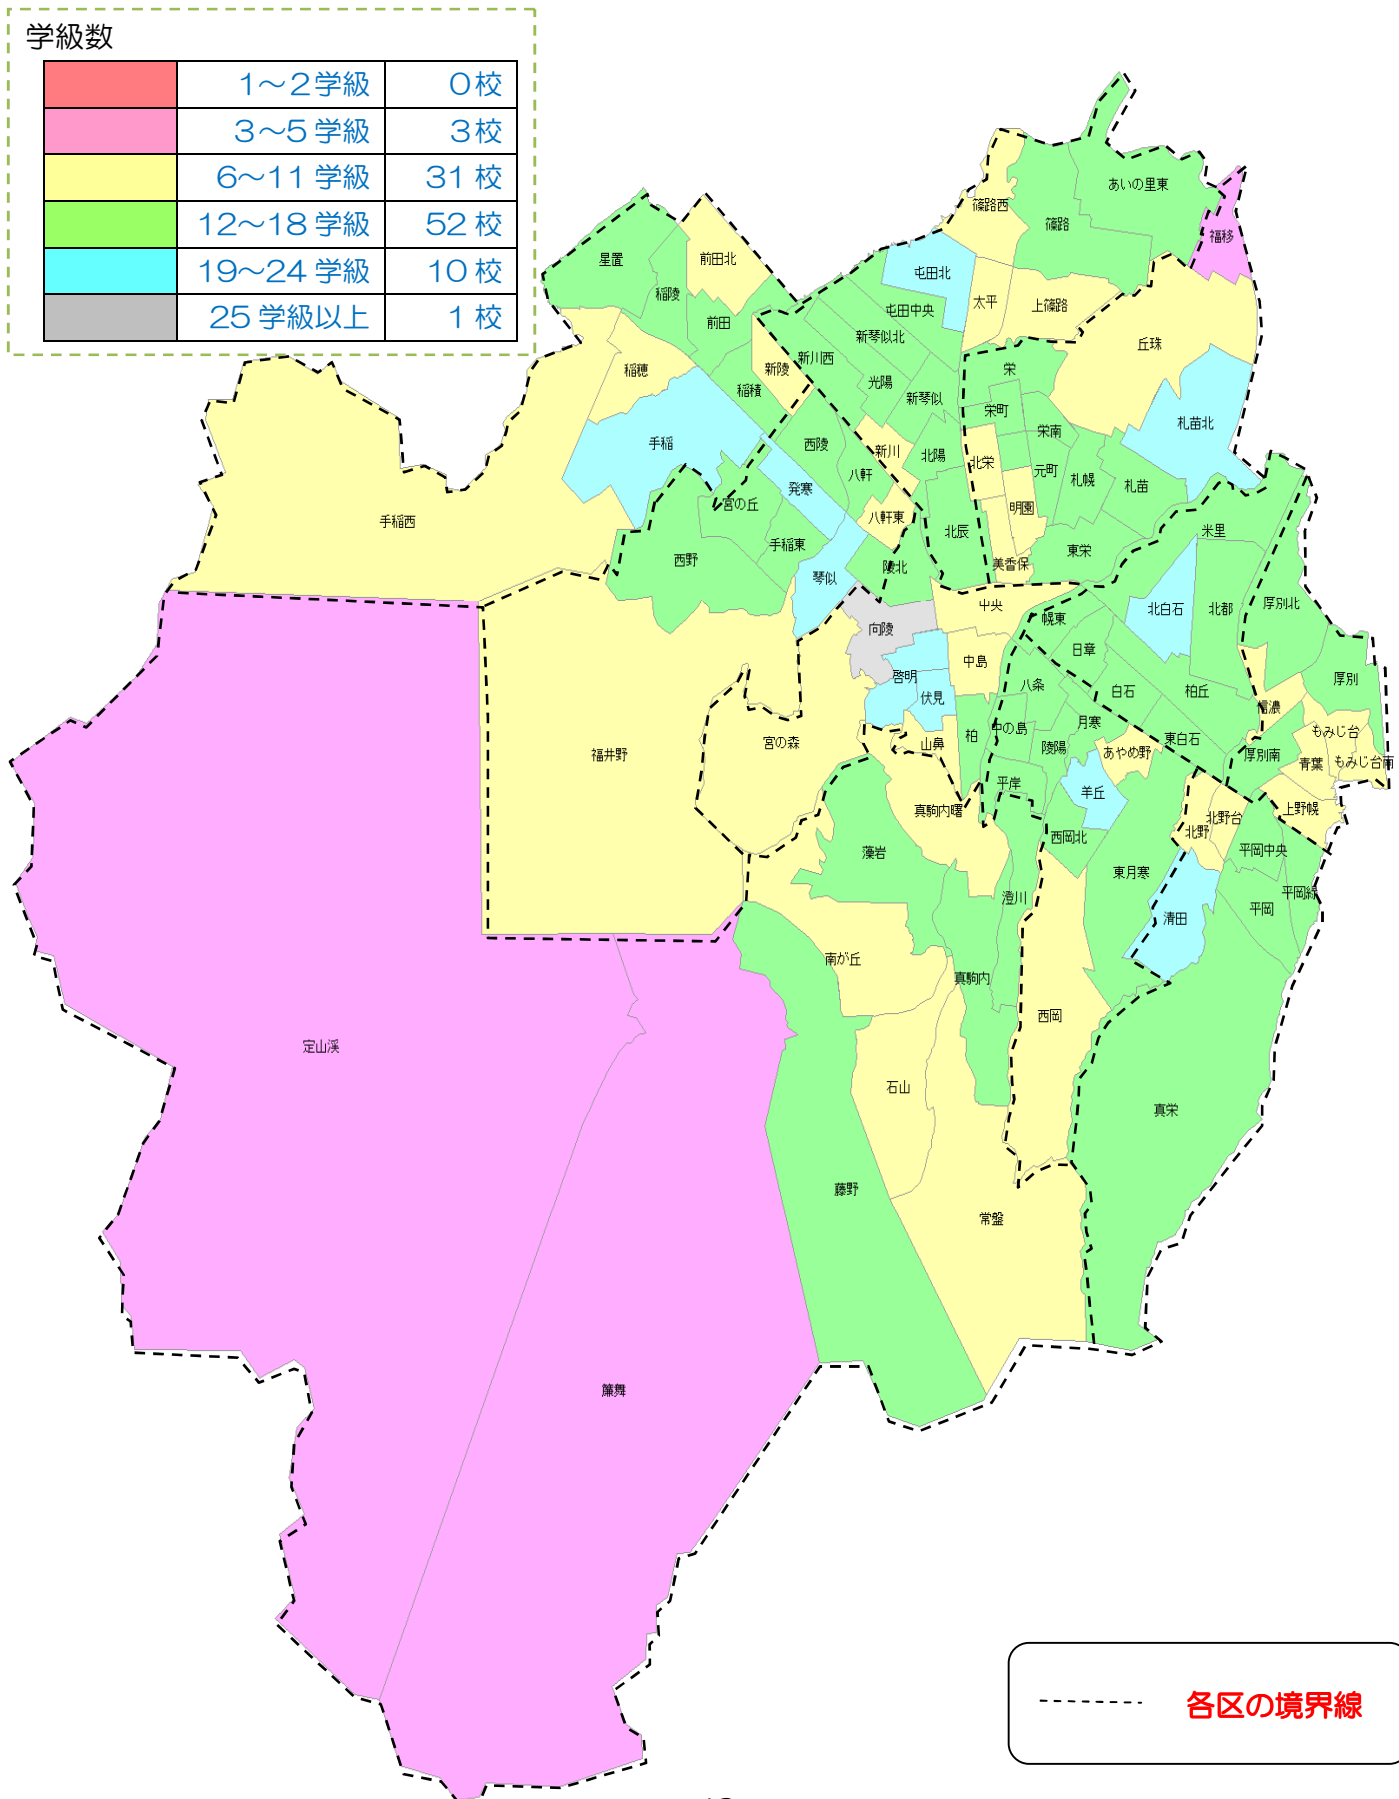 学級数
1～2学級 0校
3～5学級 3校
6～11学級 31校
12～18学級 52校
19～24学級 10校
25学級以上 1校
あいの里東
篠路西
篠路
福移
星置
前田北
屯田北
稲陵
太平
上篠路
屯田中央
前田
新琴似北
丘珠
新川西
新陵
稲穂
栄
光陽
稲積
新琴似
栄町
札苗北
栄南
手稲
西陵
新川
北陽
北栄
元町
八軒
札幌
札苗
発寒
宮の丘
明園
八軒東
手稲西
北辰
米里
手稲東
東栄
西野
美香保
陵北
琴似
中央
北白石
北都
厚別北
幌東
向陵
日章
中島
啓明
厚別
八条
白石
柏丘
伏見
信濃
月寒
中の島
もみじ台
柏
東白石
宮の森
山鼻
陵陽
あやめ野
福井野
厚別南
青葉
もみじ台南
平岸
羊丘
真駒内曙
上野幌
北野台
北野
西岡北
藻岩
平岡中央
東月寒
平岡緑
澄川
平岡
清田
南が丘
真駒内
西岡
定山渓
石山
真栄
藤野
常盤
簾舞
各区の境界線